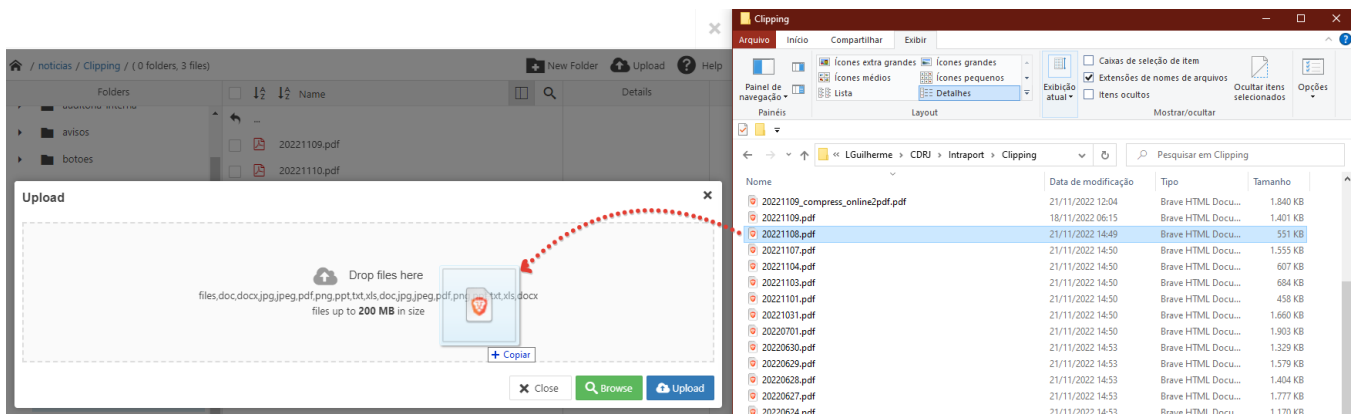 / noticias / Clipping / ( 0 folders, 3 files)
New Folder
Upload
Help
Folders
Name
Details
avisos
botoes
..
20221109.pdf
20221110.pdf
Upload
Drop files here
files,doc,docx,jpg,jpeg,pdf,png,ppt,txt,xls,doc,jpg,jpeg,pdf,png,ppt,txt,xls,docx
files up to 200 MB in size
+ Copiar
Close
Browse
Upload
Clipping
Arquivo Início Compartilhar Exibir
Painel de navegação
Painéis
Ícones extra grandes
Ícones grandes
Ícones médios
Ícones pequenos
Lista
Detalhes
Layout
Exibição atual
Caixas de seleção de item
Extensões de nomes de arquivos
Itens ocultos
Ocultar itens selecionados
Mostrar/ocultar
Opções
« LGuilherme > CDRJ > Intraport > Clipping
Pesquisar em Clipping
Nome Data de modificação Tipo Tamanho
20221109_compress_online2pdf.pdf 21/11/2022 12:04 Brave HTML Docu... 1.840 KB
20221109.pdf 18/11/2022 06:15 Brave HTML Docu... 1.401 KB
20221108.pdf 21/11/2022 14:49 Brave HTML Docu... 551 KB
20221107.pdf 21/11/2022 14:50 Brave HTML Docu... 1.555 KB
20221104.pdf 21/11/2022 14:50 Brave HTML Docu... 607 KB
20221103.pdf 21/11/2022 14:50 Brave HTML Docu... 684 KB
20221101.pdf 21/11/2022 14:50 Brave HTML Docu... 458 KB
20221031.pdf 21/11/2022 14:50 Brave HTML Docu... 1.660 KB
20220701.pdf 21/11/2022 14:50 Brave HTML Docu... 1.903 KB
20220630.pdf 21/11/2022 14:53 Brave HTML Docu... 1.329 KB
20220629.pdf 21/11/2022 14:53 Brave HTML Docu... 1.579 KB
20220628.pdf 21/11/2022 14:53 Brave HTML Docu... 1.404 KB
20220627.pdf 21/11/2022 14:53 Brave HTML Docu... 1.777 KB
20220624.pdf 21/11/2022 14:53 Brave HTML Docu... 1.170 KB